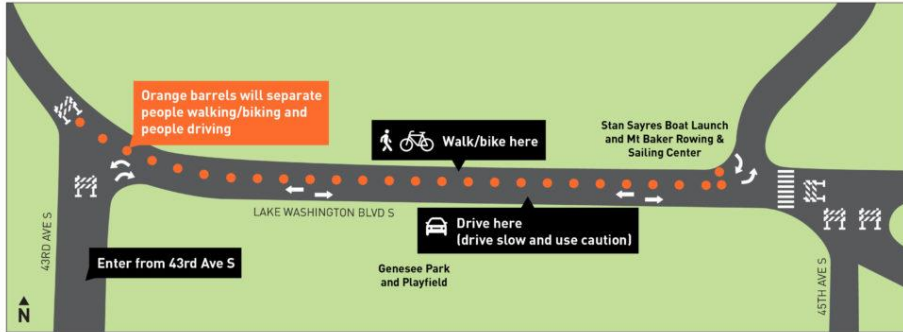 Orange barrels will separate
people walking/biking and
people driving
Walk/bike here
Stan Sayres Boat Launch
and Mt Baker Rowing &
Sailing Center
LAKE WASHINGTON BLVD S
Drive here
(drive slow and use caution)
43RD AVE S
Enter from 43rd Ave S
Genesee Park
and Playfield
45TH AVE S
N